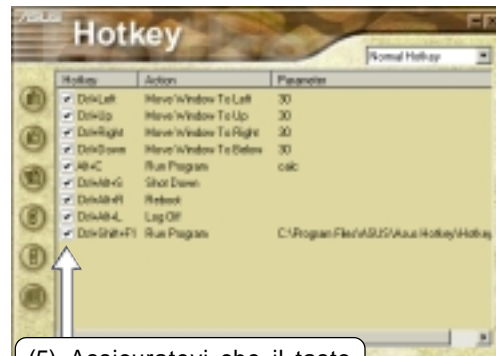 ASUS
Hotkey
Normal Hotkey
Hotkey Action Parameter
Ctrl+Left Move Window To Left 30
Ctrl+Up Move Window To Up 30
Ctrl+Right Move Window To Right 30
Ctrl+Down Move Window To Below 30
Alt+C Run Program calc
Ctrl+Alt+S Shut Down
Ctrl+Alt+R Reboot
Ctrl+Alt+L Log Off
Ctrl+Shift+F1 Run Program C:\Program Files\ASUS\Asus Hotkey\Hotkey
(5) Assicuratevi che il tasto